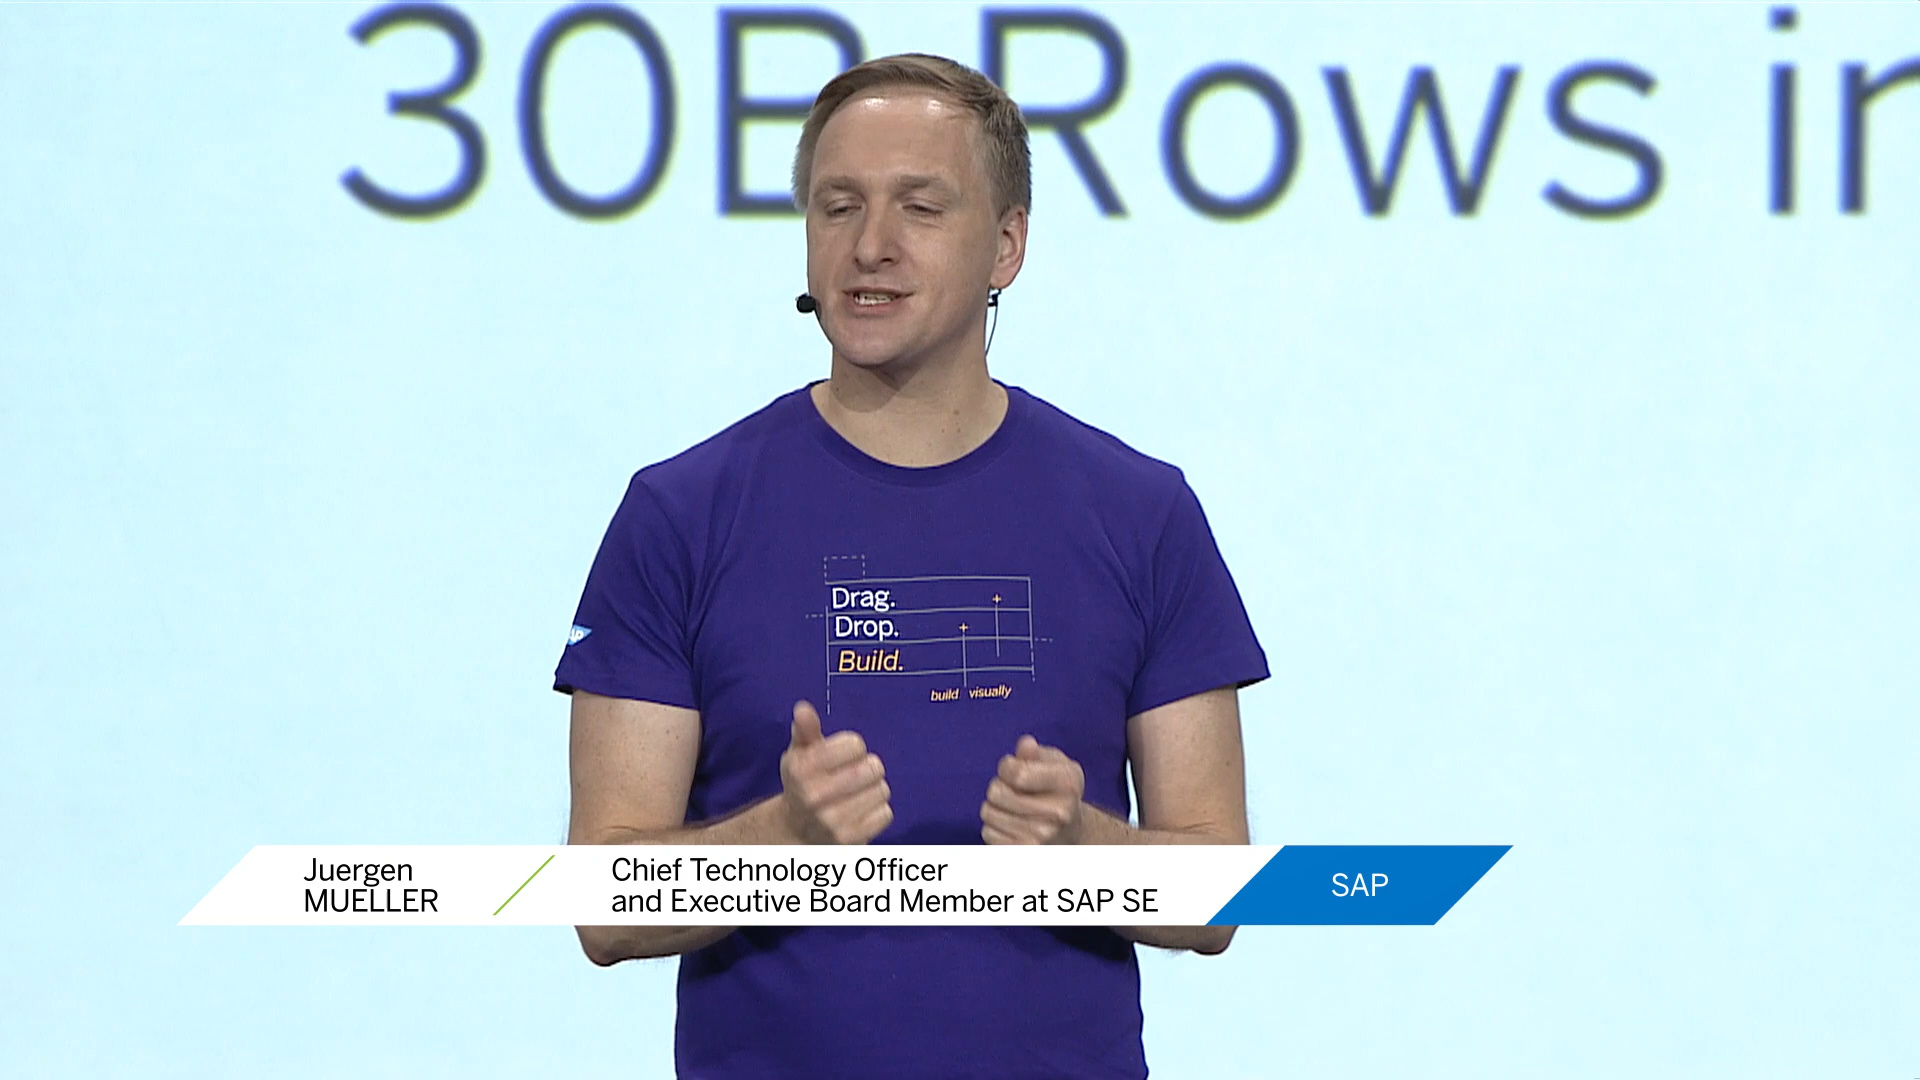 30B Rows in
Drag.
Drop.
Build.
build visually
Juergen
MUELLER
Chief Technology Officer
and Executive Board Member at SAP SE
SAP